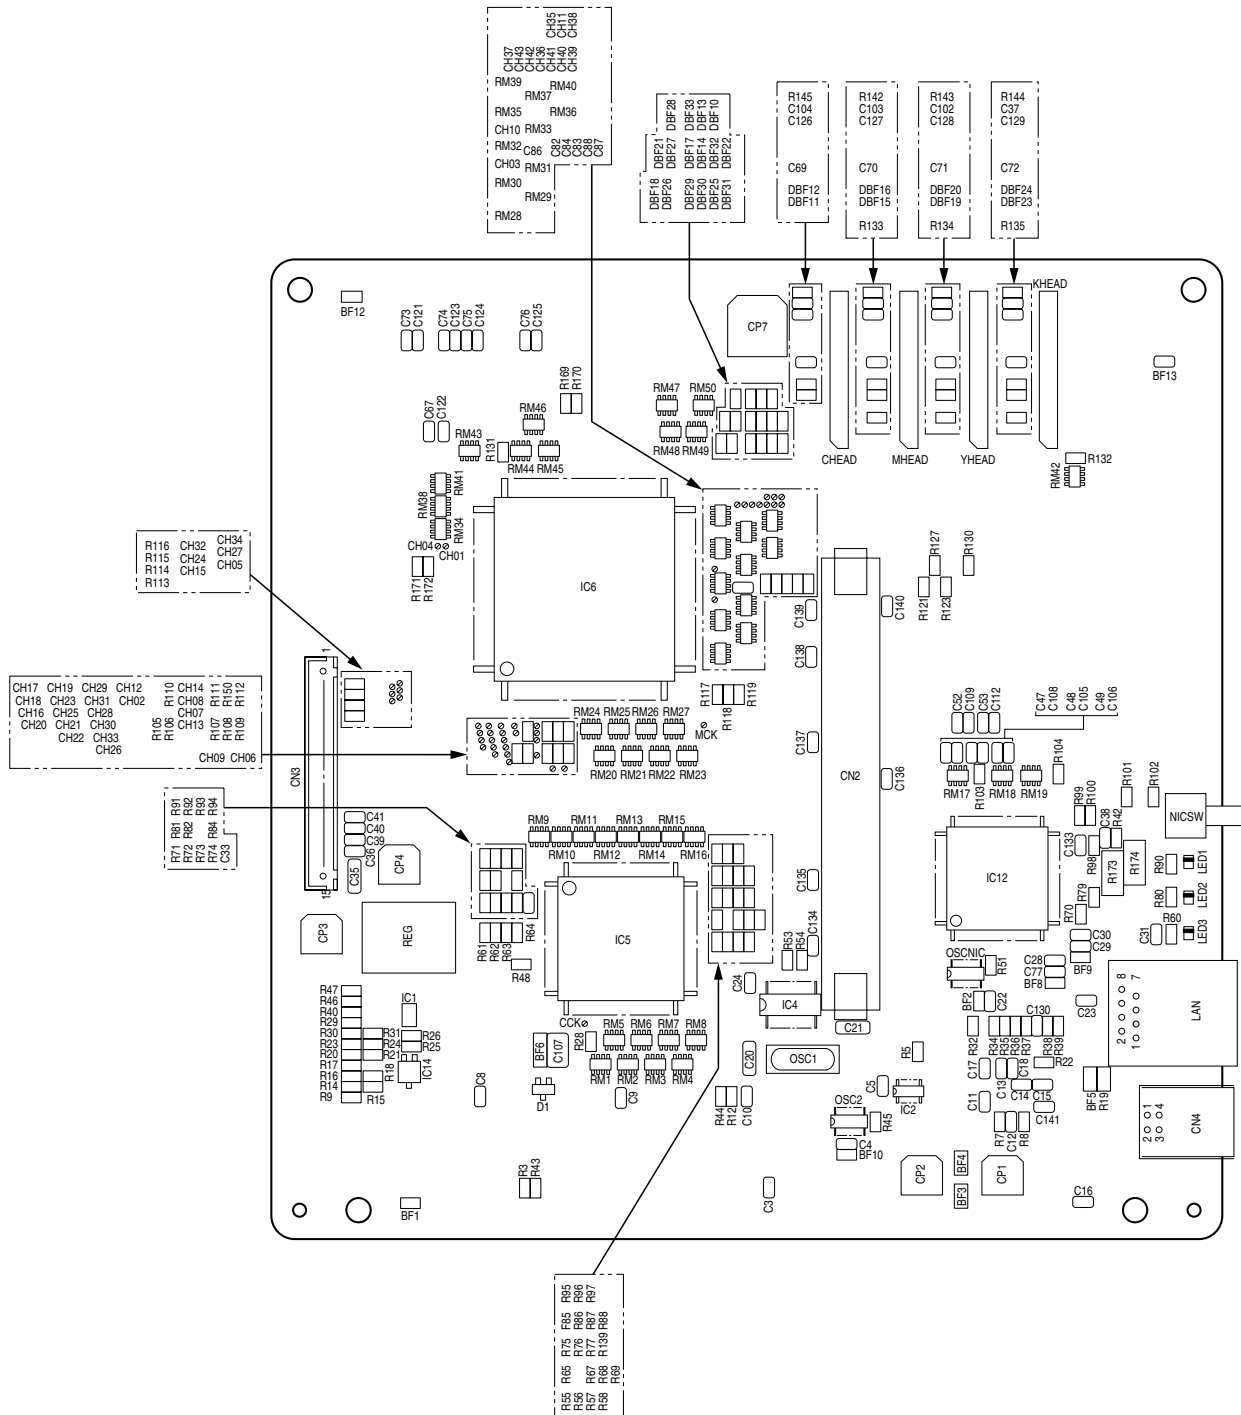 CH35
CH11
CH38
CH37
CH43
CH42
CH36
CH41
CH40
CH39
RM39
RM40
RM37
RM35
RM36
CH10
RM33
RM32
C86
C82
C84
C83
C88
C87
CH03
RM31
RM30
RM29
RM28
DBF28
DBF33
DBF13
DBF10
DBF21
DBF27
DBF17
DBF14
DBF32
DBF22
DBF18
DBF26
DBF29
DBF30
DBF25
DBF31
R145
C104
C126
C69
DBF12
DBF11
R142
C103
C127
C70
DBF16
DBF15
R133
R143
C102
C128
C71
DBF20
DBF19
R134
R144
C37
C129
C72
DBF24
DBF23
R135
KHEAD
BF12
C73
C121
C74
C123
C75
C124
C76
C125
CP7
BF13
R169
R170
RM47
RM50
RM46
C67
C122
RM43
R131
RM44
RM45
RM48
RM49
CHEAD
MHEAD
YHEAD
R132
RM42
RM41
RM38
RM34
CH04
CH01
R171
R172
IC6
R127
R130
R121
R123
C139
C140
C138
R116
R115
R114
R113
CH32
CH24
CH15
CH34
CH27
CH05
1
CN3
15
CH17
CH19
CH29
CH12
CH18
CH23
CH31
CH02
CH16
CH25
CH28
CH20
CH21
CH30
CH22
CH33
CH26
R105
R106
R110
CH14
CH08
CH07
CH13
R111
R150
R112
R107
R108
R109
CH09
CH06
R117
R118
R119
MCK
RM24
RM25
RM26
RM27
RM20
RM21
RM22
RM23
C137
CN2
C136
C52
C109
C53
C112
C47
C108
C48
C105
C49
C106
RM17
R103
RM18
RM19
R104
R101
R102
R99
R100
C38
R42
C133
R98
R173
R174
NICSW
R90
LED1
R80
LED2
R60
LED3
C31
R79
R70
IC12
R91
R92
R93
R94
R81
R82
R84
R71
R72
R73
R74
C33
C41
C40
C39
C36
C35
CP4
CP3
REG
RM9
RM11
RM13
RM15
RM10
RM12
RM14
RM16
IC5
R61
R62
R63
R64
R48
C135
C134
R53
R54
C24
IC4
C21
OSCNIC
R51
C30
C29
C28
C77
BF9
BF8
BF2
C22
C23
LAN
8
7
2
1
R47
R46
R40
R29
R30
R23
R20
R17
R16
R14
R9
R31
R24
R21
R18
R15
IC1
R26
R25
IC14
CCK
R28
BF6
C107
RM5
RM6
RM7
RM8
RM1
RM2
RM3
RM4
C20
OSC1
D1
C8
C9
R44
R12
C10
OSC2
R45
C4
BF10
C5
IC2
R5
R32
R34
R35
R36
R37
C130
R38
R39
R22
C17
C13
C18
C14
C15
C11
C141
R7
C12
R8
BF5
R19
CN4
1
4
2
3
R3
R43
BF1
C3
CP2
BF4
BF3
CP1
C16
R95
R96
R97
F85
R86
R87
R88
R75
R76
R77
R139
R65
R67
R68
R69
R55
R56
R57
R58